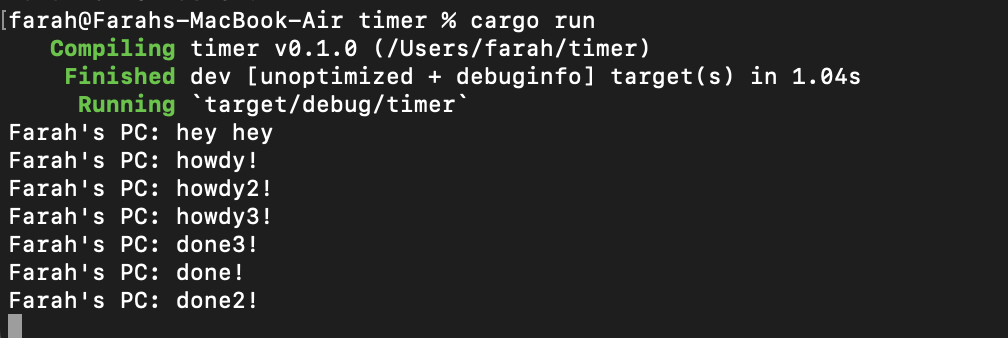 [farah@Farahs-MacBook-Air timer % cargo run
   Compiling timer v0.1.0 (/Users/farah/timer)
    Finished dev [unoptimized + debuginfo] target(s) in 1.04s
     Running `target/debug/timer`
Farah's PC: hey hey
Farah's PC: howdy!
Farah's PC: howdy2!
Farah's PC: howdy3!
Farah's PC: done3!
Farah's PC: done!
Farah's PC: done2!